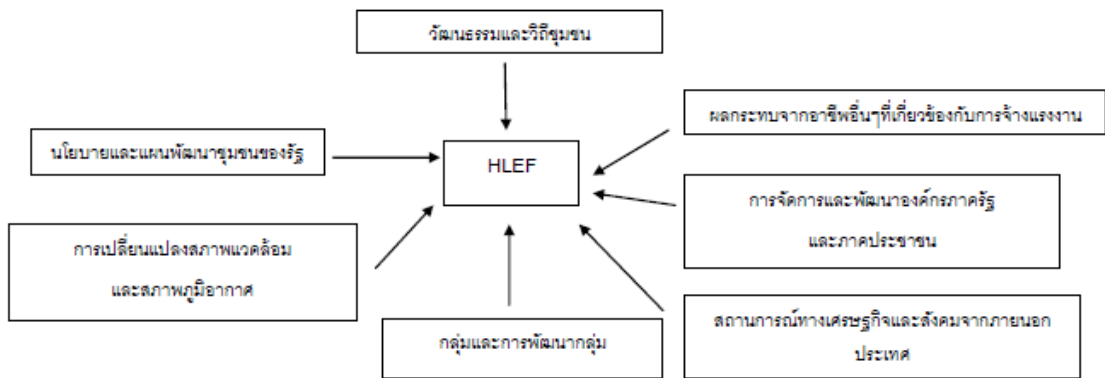 วัฒนธรรมและวิถีชุมชน
ผลกระทบจากอาชีพอื่นๆที่เกี่ยวข้องกับการจ้างแรงงาน
นโยบายและแผนพัฒนาชุมชนของรัฐ
HLEF
การจัดการและพัฒนาองค์กรภาครัฐ
และภาคประชาชน
การเปลี่ยนแปลงสภาพแวดล้อม
และสภาพภูมิอากาศ
สถานการณ์ทางเศรษฐกิจและสังคมจากภายนอก
ประเทศ
กลุ่มและการพัฒนากลุ่ม